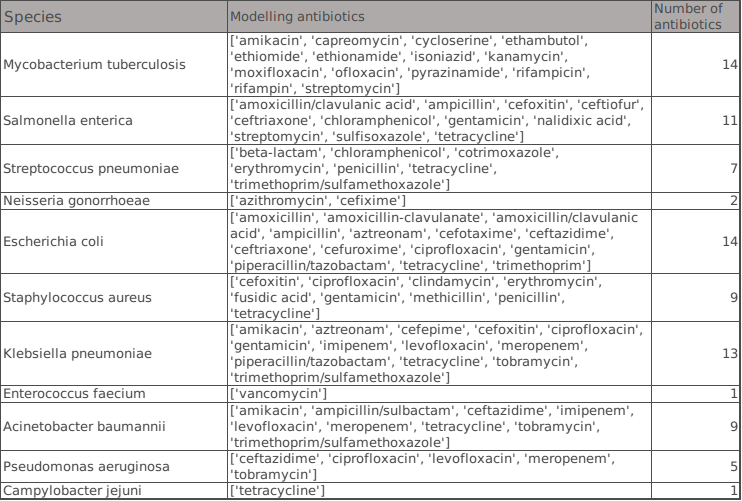 Species
Modelling antibiotics
Number of
antibiotics
Mycobacterium tuberculosis
['amikacin', 'capreomycin', 'cycloserine', 'ethambutol',
'ethiomide', 'ethionamide', 'isoniazid', 'kanamycin',
'moxifloxacin', 'ofloxacin', 'pyrazinamide', 'rifampicin',
'rifampin', 'streptomycin']
14
Salmonella enterica
['amoxicillin/clavulanic acid', 'ampicillin', 'cefoxitin', 'ceftiofur',
'ceftriaxone', 'chloramphenicol', 'gentamicin', 'nalidixic acid',
'streptomycin', 'sulfisoxazole', 'tetracycline']
11
Streptococcus pneumoniae
['beta-lactam', 'chloramphenicol', 'cotrimoxazole',
'erythromycin', 'penicillin', 'tetracycline',
'trimethoprim/sulfamethoxazole']
7
Neisseria gonorrhoeae
['azithromycin', 'cefixime']
2
Escherichia coli
['amoxicillin', 'amoxicillin-clavulanate', 'amoxicillin/clavulanic
acid', 'ampicillin', 'aztreonam', 'cefotaxime', 'ceftazidime',
'ceftriaxone', 'cefuroxime', 'ciprofloxacin', 'gentamicin',
'piperacillin/tazobactam', 'tetracycline', 'trimethoprim']
14
Staphylococcus aureus
['cefoxitin', 'ciprofloxacin', 'clindamycin', 'erythromycin',
'fusidic acid', 'gentamicin', 'methicillin', 'penicillin',
'tetracycline']
9
Klebsiella pneumoniae
['amikacin', 'aztreonam', 'cefepime', 'cefoxitin', 'ciprofloxacin',
'gentamicin', 'imipenem', 'levofloxacin', 'meropenem',
'piperacillin/tazobactam', 'tetracycline', 'tobramycin',
'trimethoprim/sulfamethoxazole']
13
Enterococcus faecium
['vancomycin']
1
Acinetobacter baumannii
['amikacin', 'ampicillin/sulbactam', 'ceftazidime', 'imipenem',
'levofloxacin', 'meropenem', 'tetracycline', 'tobramycin',
'trimethoprim/sulfamethoxazole']
9
Pseudomonas aeruginosa
['ceftazidime', 'ciprofloxacin', 'levofloxacin', 'meropenem',
'tobramycin']
5
Campylobacter jejuni
['tetracycline']
1